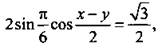 2sin π/6 cos (x−y)/2 = √3/2,